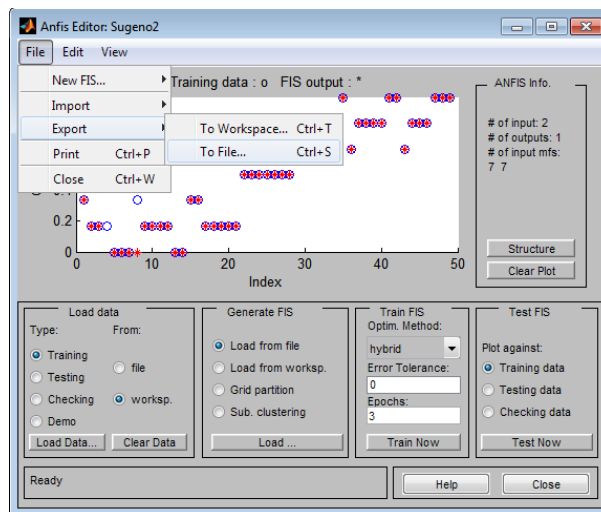 Anfis Editor: Sugeno2
File Edit View
New FIS...
Import
Export
Print Ctrl+P
Close Ctrl+W
To Workspace... Ctrl+T
To File... Ctrl+S
Training data : o FIS output : *
0.2
0
0 10 20 30 40 50
Index
ANFIS Info.
# of input: 2
# of outputs: 1
# of input mfs:
7 7
Structure
Clear Plot
Load data
Type: From:
Training
Testing
Checking
Demo
file
worksp.
Load Data... Clear Data
Generate FIS
Load from file
Load from worksp.
Grid partition
Sub. clustering
Load ...
Train FIS
Optim. Method:
hybrid
Error Tolerance:
0
Epochs:
3
Train Now
Test FIS
Plot against:
Training data
Testing data
Checking data
Test Now
Ready
Help Close